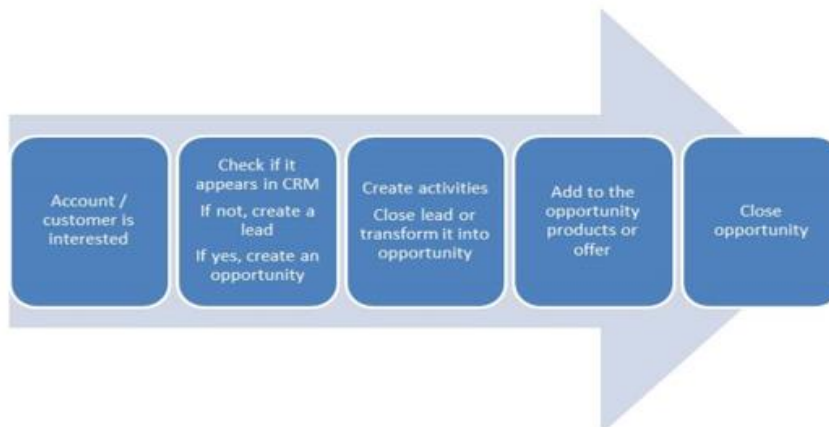 Account /
customer is
interested
Check if it
appears in CRM
If not, create a
lead
If yes, create an
opportunity
Create activities
Close lead or
transform it into
opportunity
Add to the
opportunity
products or
offer
Close
opportunity